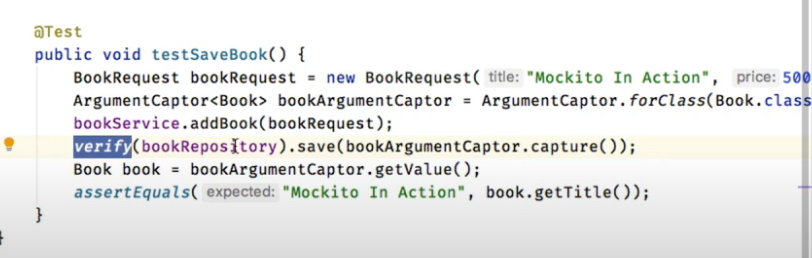 @Test
public void testSaveBook() {
BookRequest bookRequest = new BookRequest( title: "Mockito In Action", price: 500
ArgumentCaptor<Book> bookArgumentCaptor = ArgumentCaptor.forClass(Book.class
bookService.addBook(bookRequest);
verify(bookRepository).save(bookArgumentCaptor.capture());
Book book = bookArgumentCaptor.getValue();
assertEquals( expected: "Mockito In Action", book.getTitle());
}
}